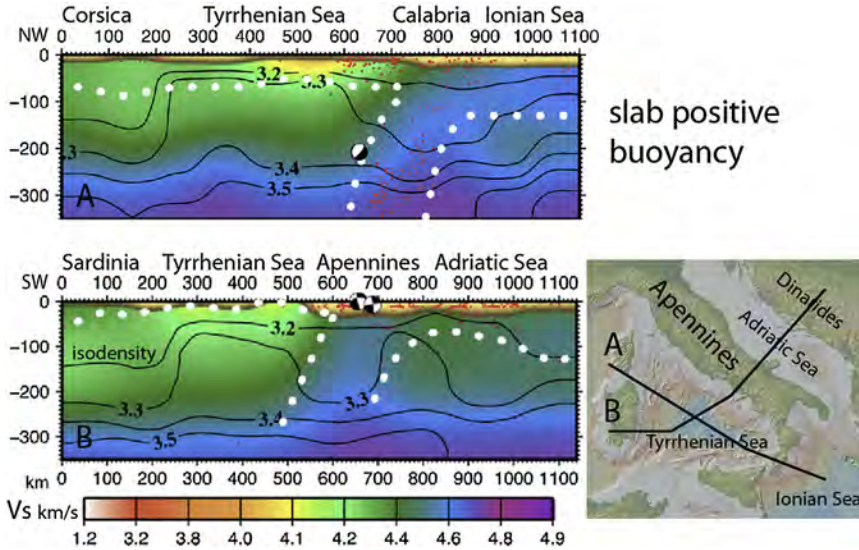 Corsica Tyrrhenian Sea Calabria Ionian Sea
NW 0 100 200 300 400 500 600 700 800 900 1000 1100
0
-100
-200
-300
3.2
3.3
.3
3.4
3.5
A
slab positive
buoyancy
Sardinia Tyrrhenian Sea Apennines Adriatic Sea
SW 0 100 200 300 400 500 600 700 800 900 1000 1100
0
-100
-200
-300
km
isodensity
3.2
3.3
3.3
3.4
3.5
B
0 100 200 300 400 500 600 700 800 900 1000 1100
Vs km/s
1.2 3.2 3.8 4.0 4.1 4.2 4.4 4.6 4.8 4.9
Dinarides
Apennines
Adriatic Sea
A
B
Tyrrhenian Sea
Ionian Sea